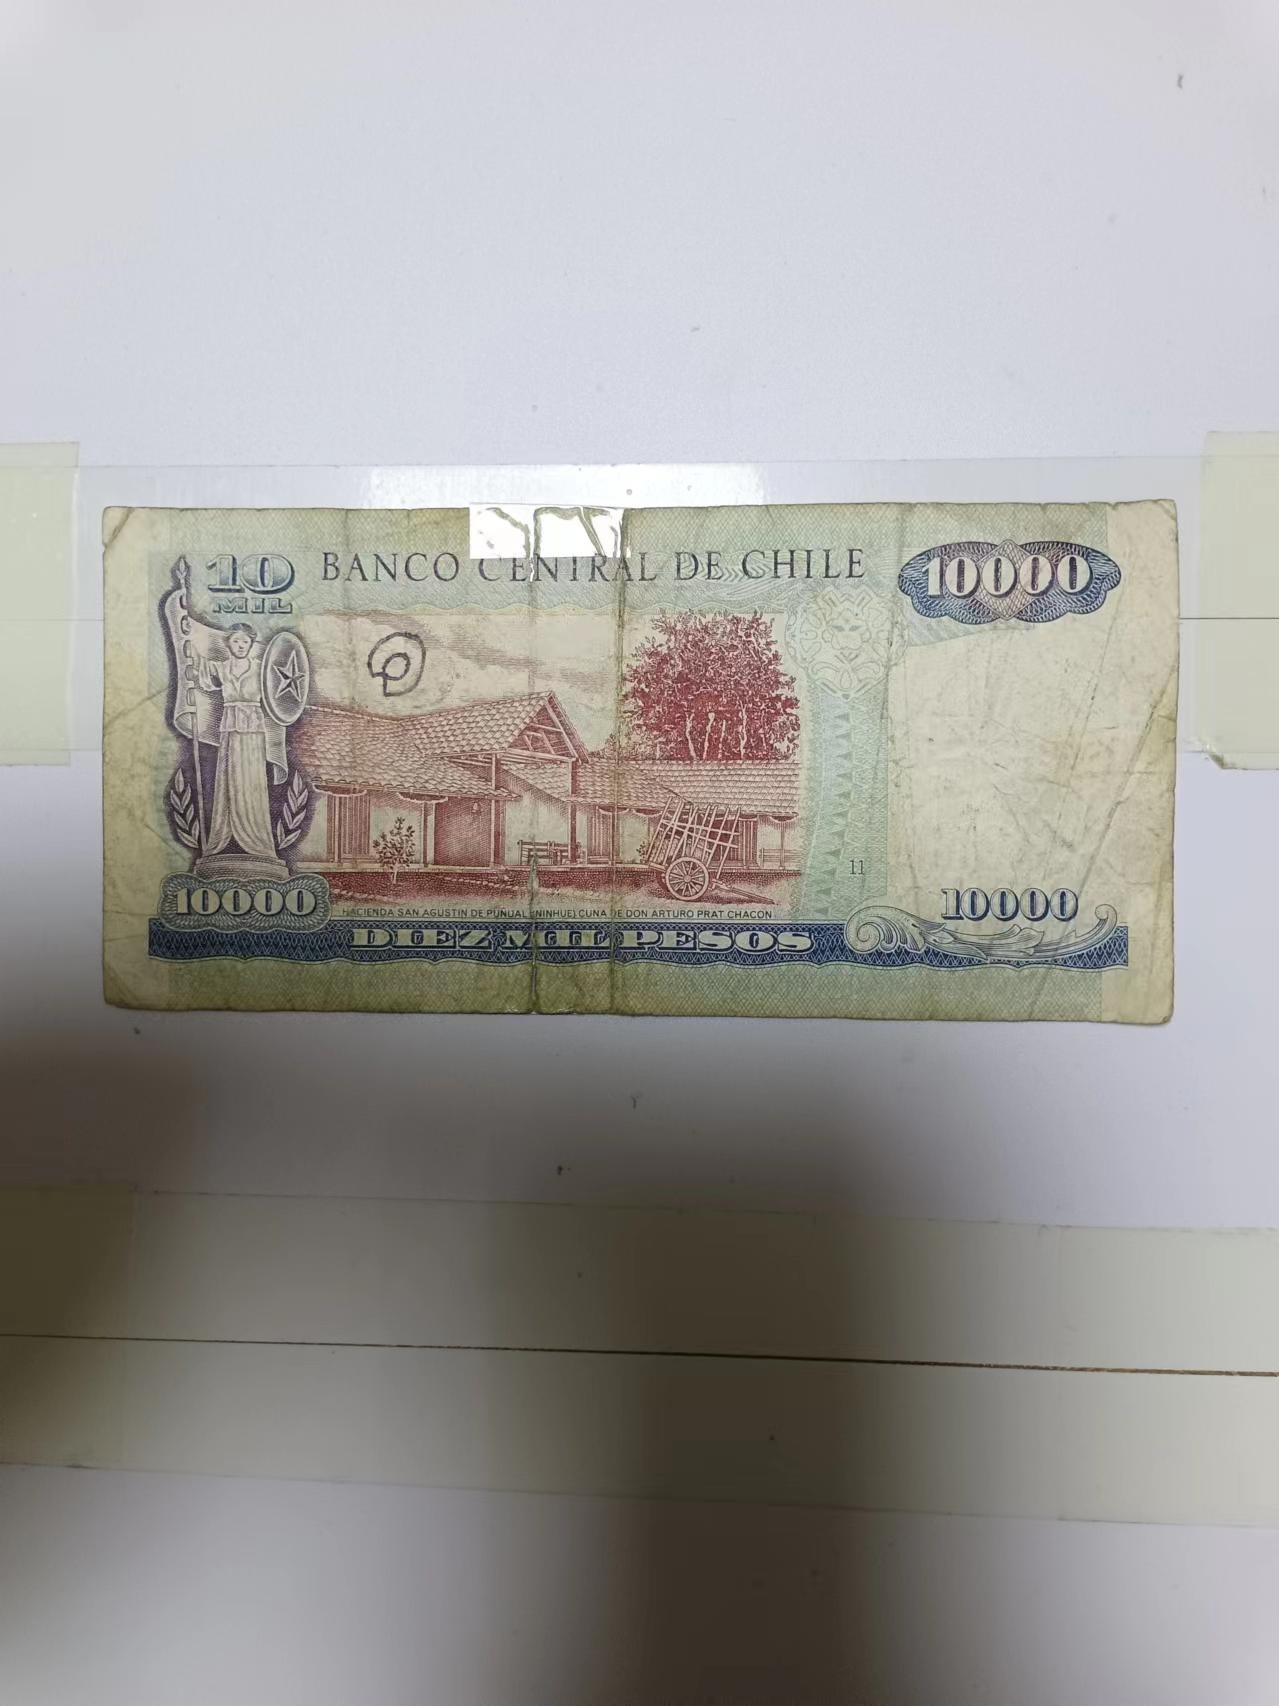 10
MIL
BANCO CENTRAL DE CHILE
10000
11
10000
10000
HACIENDA SAN AGUSTIN DE PUÑUAL (NINHUE) CUNA DE DON ARTURO PRAT CHACON
DIEZ MIL PESOS